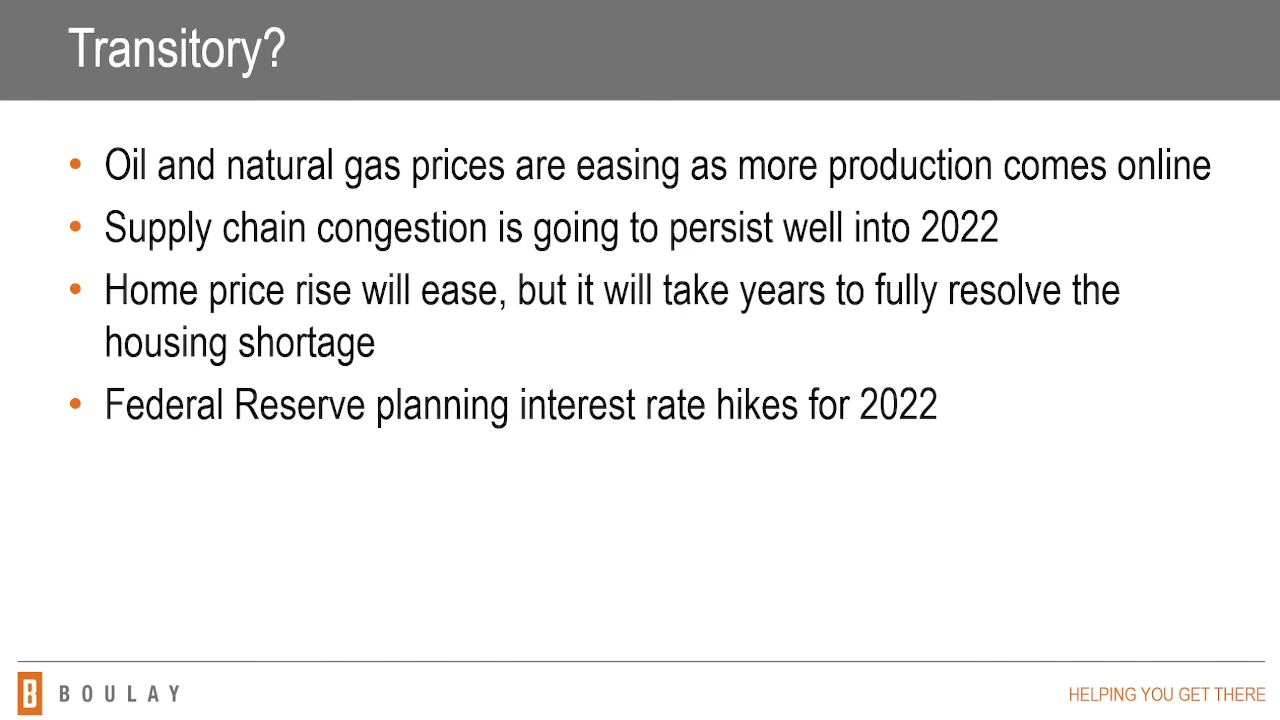 Transitory?
• Oil and natural gas prices are easing as more production comes online
• Supply chain congestion is going to persist well into 2022
• Home price rise will ease, but it will take years to fully resolve the
housing shortage
• Federal Reserve planning interest rate hikes for 2022
B BOULAY
HELPING YOU GET THERE